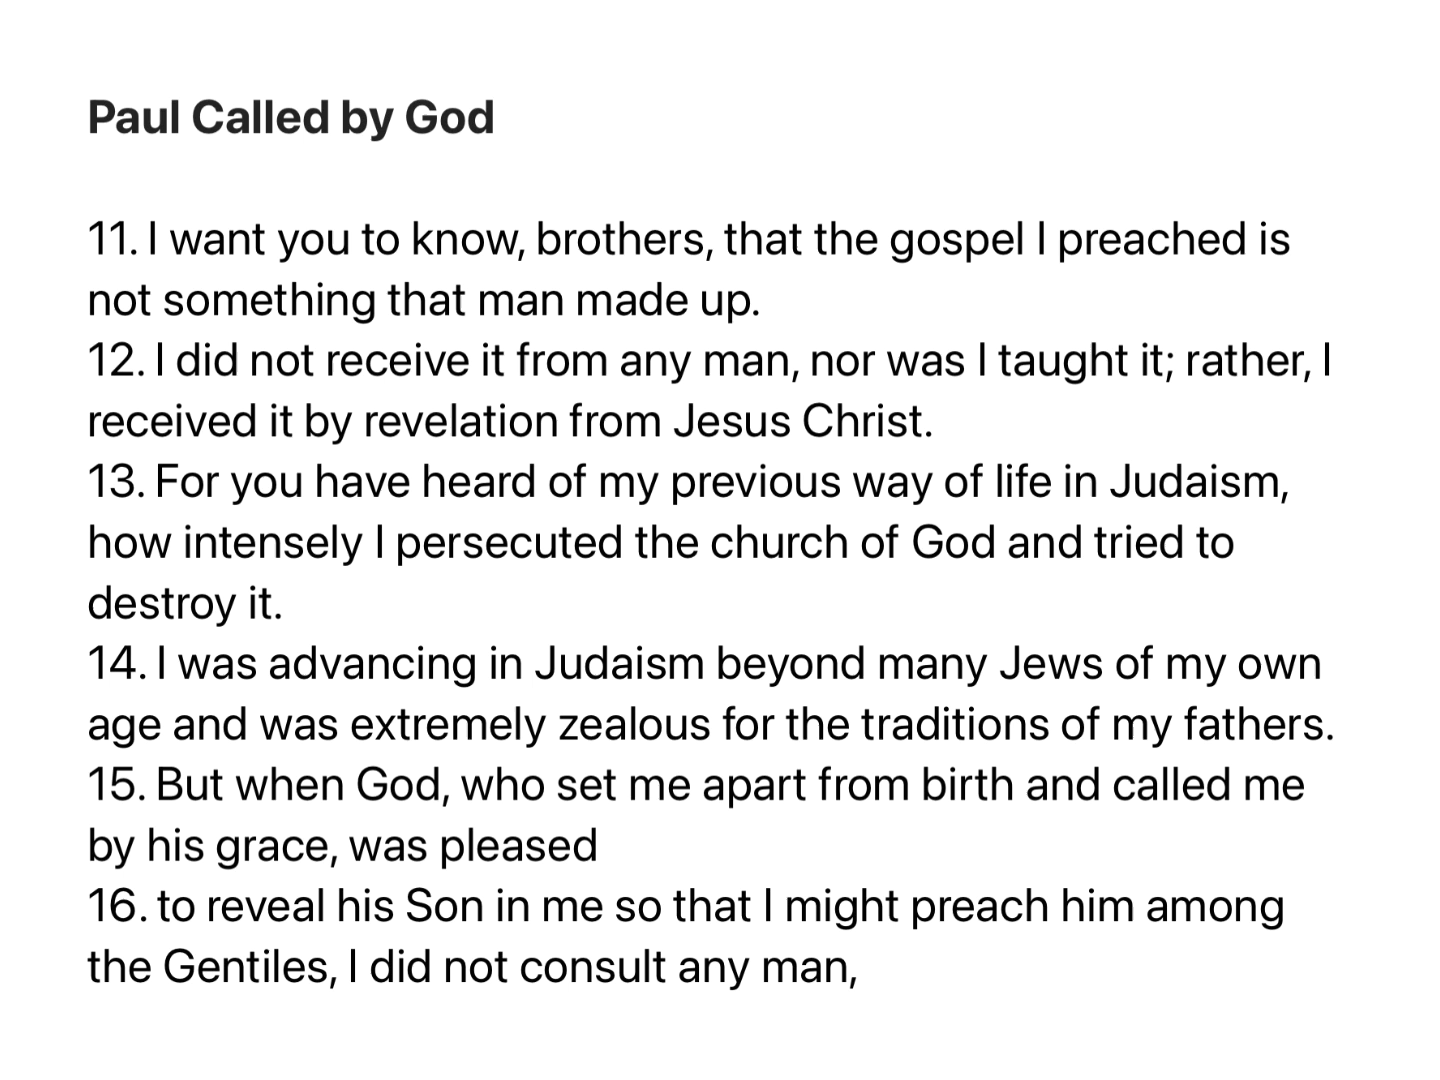 Paul Called by God
11. I want you to know, brothers, that the gospel I preached is
not something that man made up.
12. I did not receive it from any man, nor was I taught it; rather, I
received it by revelation from Jesus Christ.
13. For you have heard of my previous way of life in Judaism,
how intensely I persecuted the church of God and tried to
destroy it.
14. I was advancing in Judaism beyond many Jews of my own
age and was extremely zealous for the traditions of my fathers.
15. But when God, who set me apart from birth and called me
by his grace, was pleased
16. to reveal his Son in me so that I might preach him among
the Gentiles, I did not consult any man,